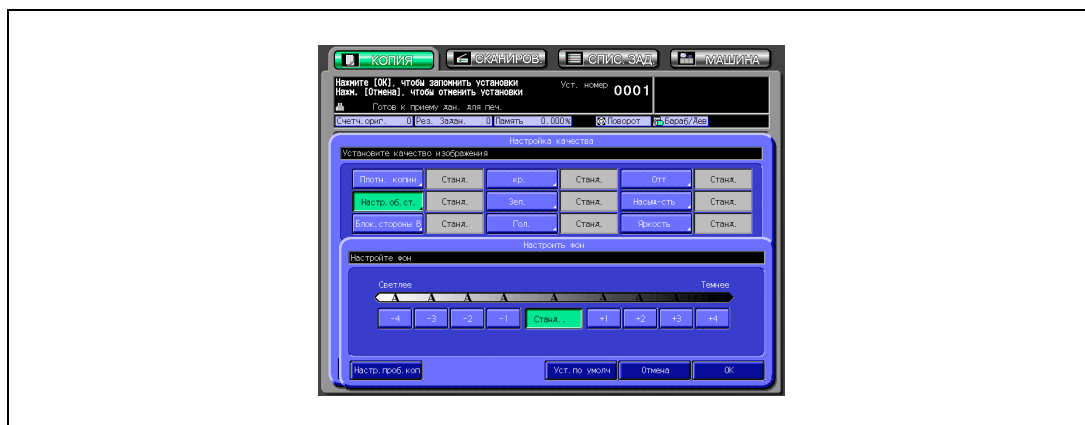 КОПИЯ СКАНИРОВ. СПИС. ЗАД. МАШИНА
Нажмите [ОК], чтобы запомнить установки
Нажм. [Отмена], чтобы отменить установки
Уст. номер 0001
Готов к приему дан. для печ.
Счетч. ориг. 0 Рез. Задан. 0 Память 0.000% Поворот Бараб/Лев
Настройка качества
Установите качество изображения
Плотн. копии Станд. кр. Станд. Отт Станд.
Настр. об. ст. Станд. Зел. Станд. Насыщ-сть Станд.
Блок. стороны В Станд. Гол. Станд. Яркость Станд.
Настроить фон
Настройте фон
Светлее Темнее
A A A A A A A A
-4 -3 -2 -1 Станд.. +1 +2 +3 +4
Настр. проб. коп Уст. по умолч Отмена ОК